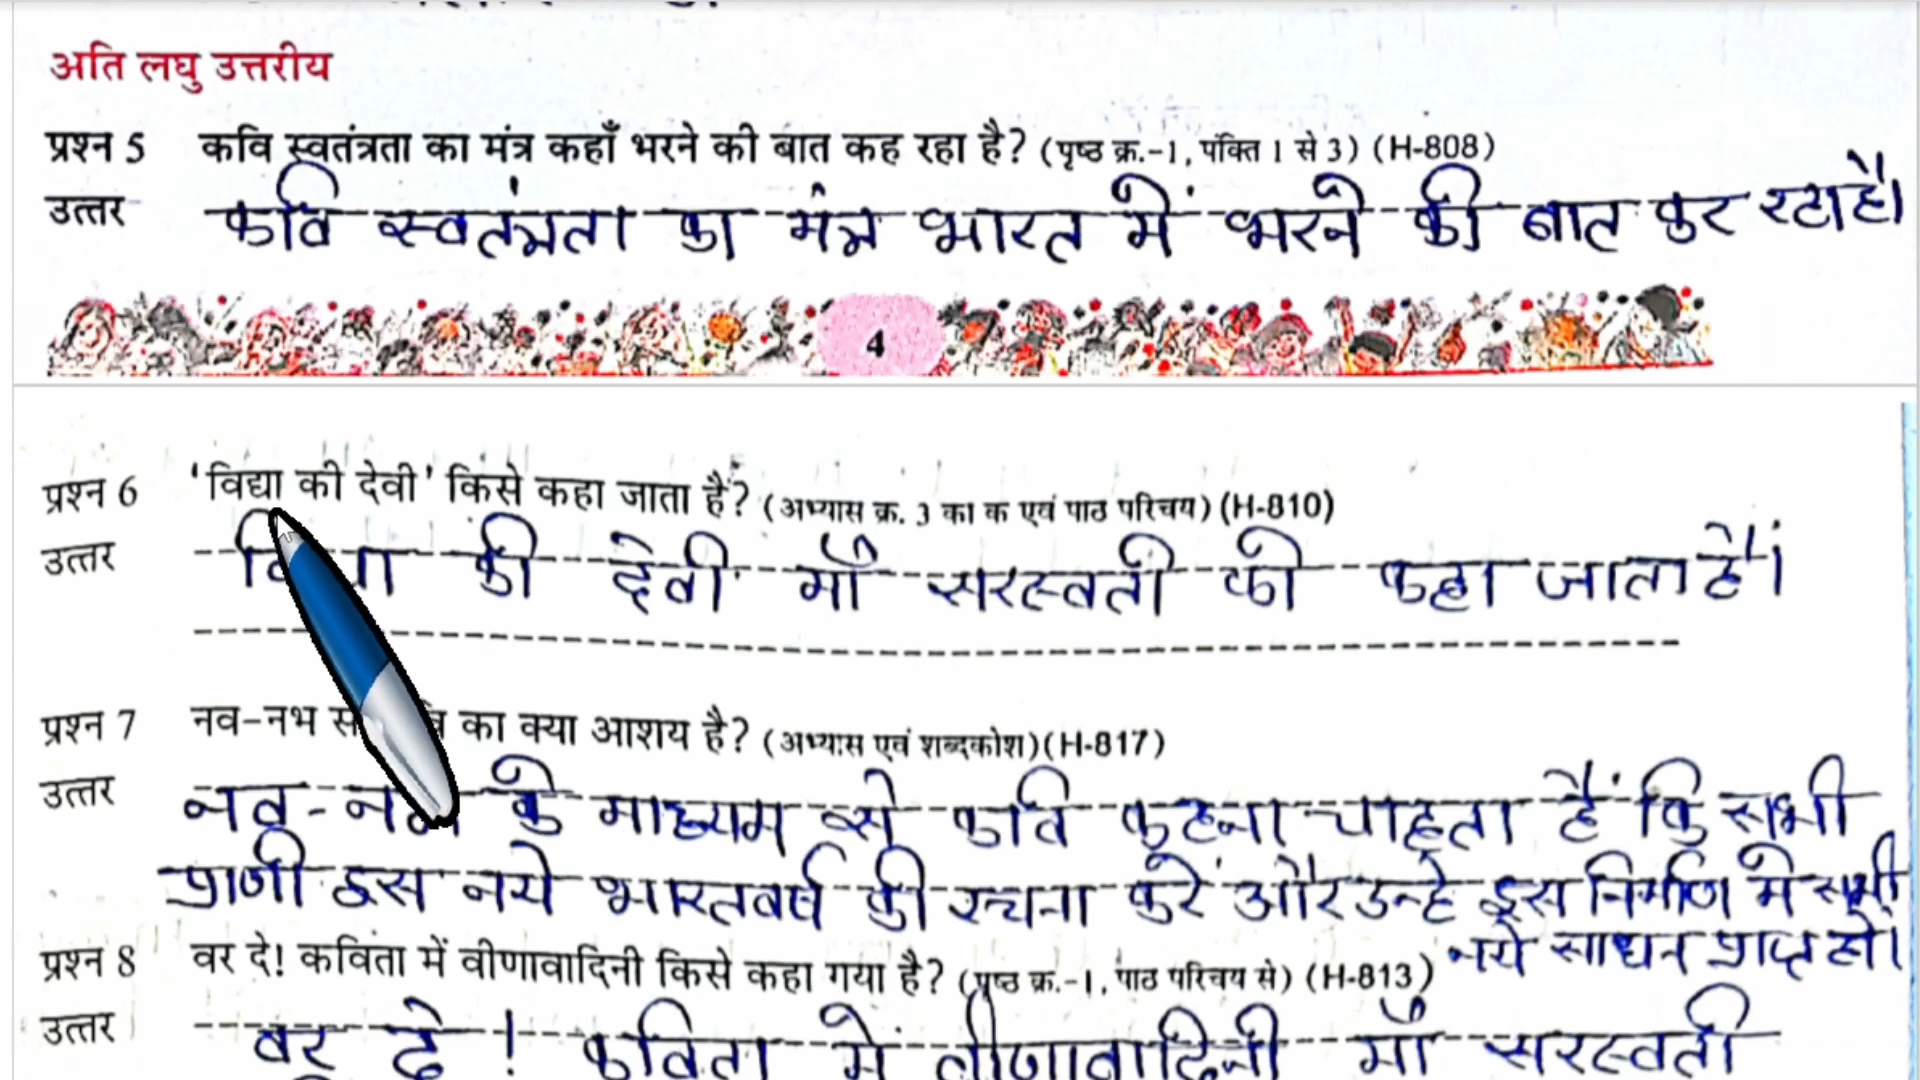 अति लघु उत्तरीय
प्रश्न 5 कवि स्वतंत्रता का मंत्र कहाँ भरने की बात कह रहा है? (पृष्ठ क्र.-1, पंक्ति 1 से 3) (H-808)
उत्तर कवि स्वतंत्रता का मंत्र भारत में भरने की बात कर रहा है।
4
प्रश्न 6 'विद्या की देवी' किसे कहा जाता है? (अभ्यास क्र. 3 का क एवं पाठ परिचय) (H-810)
उत्तर की देवी माँ सरस्वती को कहा जाता है।
प्रश्न 7 नव-नभ से का क्या आशय है? (अभ्यास एवं शब्दकोश) (H-817)
उत्तर नव-नभ के माध्यम से कवि कहना चाहता है कि सभी
प्राणी इस नये भारतवर्ष की रचना करें और उन्हे इस निर्माण मे सभी
नये साधन प्राप्त हो।
प्रश्न 8 वर दे! कविता में वीणावादिनी किसे कहा गया है? (पृष्ठ क्र.-1, पाठ परिचय से) (H-813)
उत्तर वर दे! कविता में वीणावादिनी माँ सरस्वती